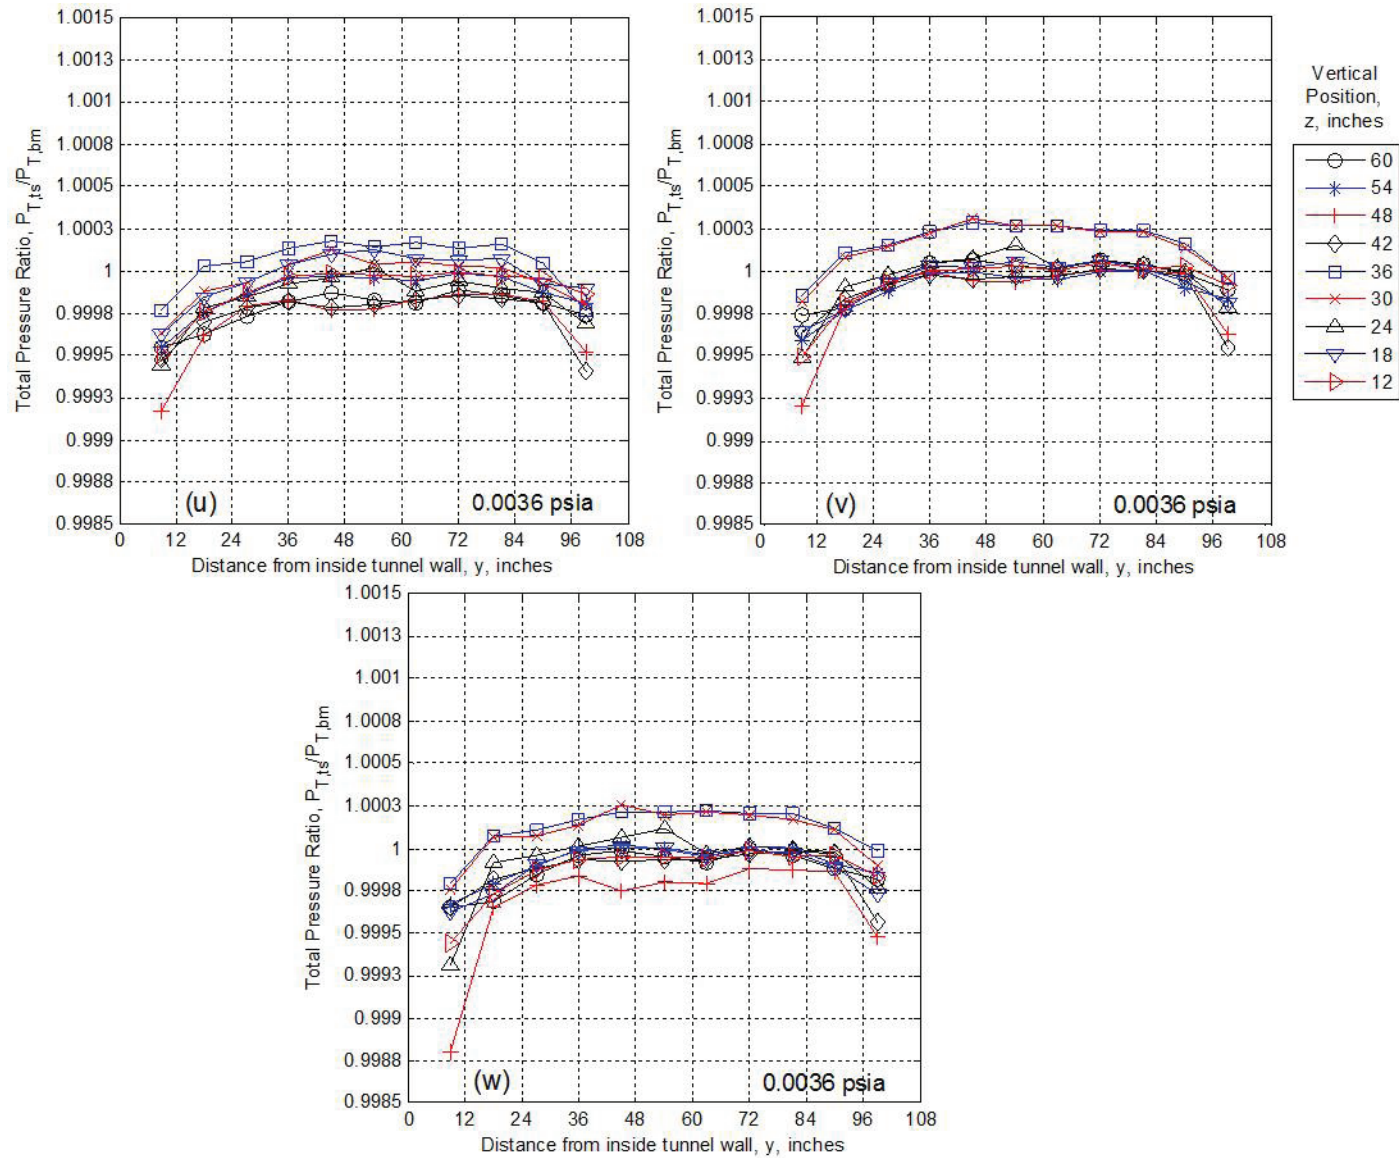 1.0015
1.0013
1.001
1.0008
1.0005
1.0003
1
0.9998
0.9995
0.9993
0.999
0.9988
0.9985
Total Pressure Ratio, P_T,ts/P_T,bm
(u)
0.0036 psia
0 12 24 36 48 60 72 84 96 108
Distance from inside tunnel wall, y, inches
1.0015
1.0013
1.001
1.0008
1.0005
1.0003
1
0.9998
0.9995
0.9993
0.999
0.9988
0.9985
Total Pressure Ratio, P_T,ts/P_T,bm
(v)
0.0036 psia
0 12 24 36 48 60 72 84 96 108
Distance from inside tunnel wall, y, inches
Vertical
Position,
z, inches
60
54
48
42
36
30
24
18
12
1.0015
1.0013
1.001
1.0008
1.0005
1.0003
1
0.9998
0.9995
0.9993
0.999
0.9988
0.9985
Total Pressure Ratio, P_T,ts/P_T,bm
(w)
0.0036 psia
0 12 24 36 48 60 72 84 96 108
Distance from inside tunnel wall, y, inches